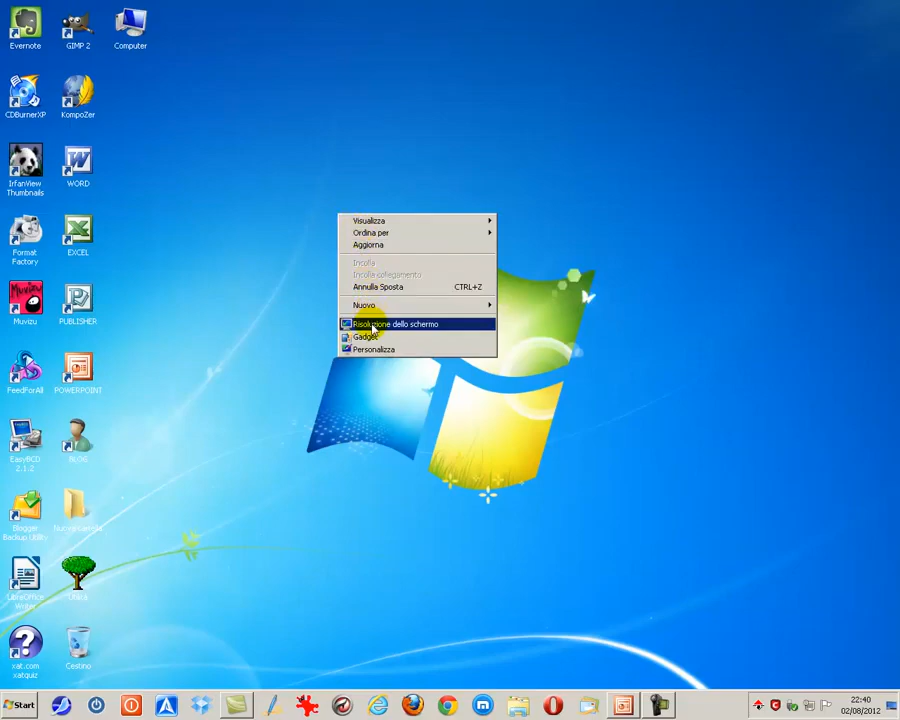 Evernote
GIMP 2
Computer
CDBurnerXP
KompoZer
IrfanView
Thumbnails
WORD
Format
Factory
EXCEL
Muvizu
PUBLISHER
FeedForAll
POWERPOINT
EasyBCD
2.1.2
BLOG
Blogger
Backup Utility
LibreOffice
Writer
xat.com
xatquiz
Cestino
Visualizza
Ordina per
Aggiorna
Incolla
Incolla collegamento
Annulla Sposta CTRL+Z
Nuovo
Risoluzione dello schermo
Gadget
Personalizza
Start
22:40
02/08/2012